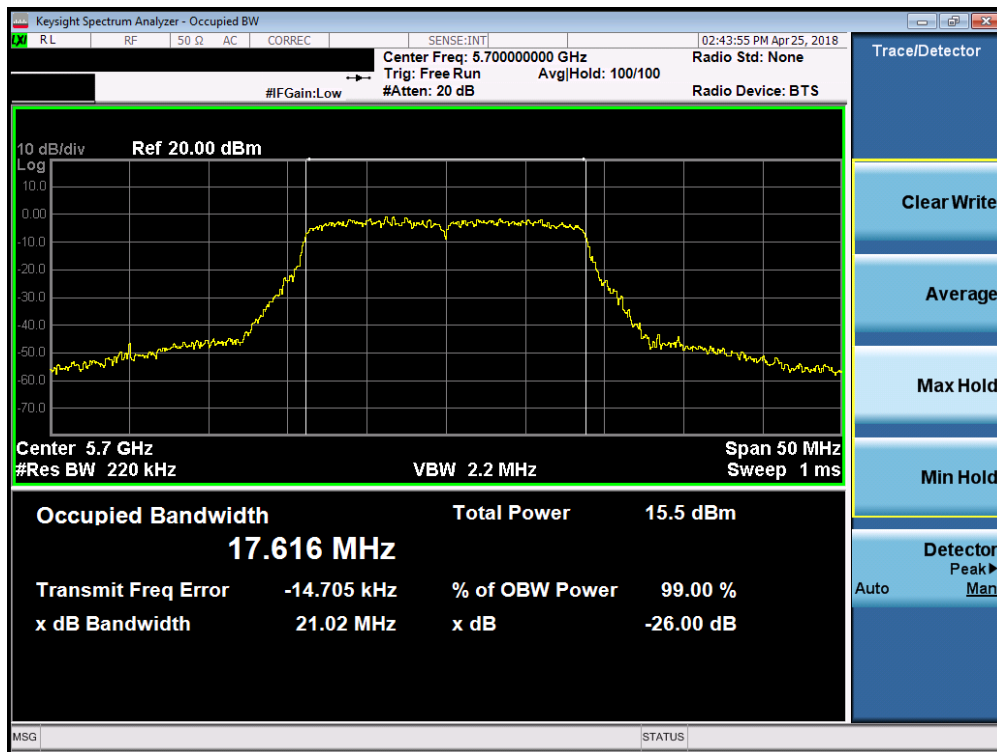 Keysight Spectrum Analyzer - Occupied BW
LXI RL RF 50 Ω AC CORREC SENSE:INT 02:43:55 PM Apr 25, 2018
Center Freq: 5.700000000 GHz Radio Std: None
Trig: Free Run Avg|Hold: 100/100
#IFGain:Low #Atten: 20 dB Radio Device: BTS
10 dB/div Ref 20.00 dBm
Log
10.0
0.00
-10.0
-20.0
-30.0
-40.0
-50.0
-60.0
-70.0
Center 5.7 GHz Span 50 MHz
#Res BW 220 kHz VBW 2.2 MHz Sweep 1 ms
Occupied Bandwidth Total Power 15.5 dBm
17.616 MHz
Transmit Freq Error -14.705 kHz % of OBW Power 99.00 %
x dB Bandwidth 21.02 MHz x dB -26.00 dB
MSG STATUS
Trace/Detector
Clear Write
Average
Max Hold
Min Hold
Detector
Peak▶
Auto Man